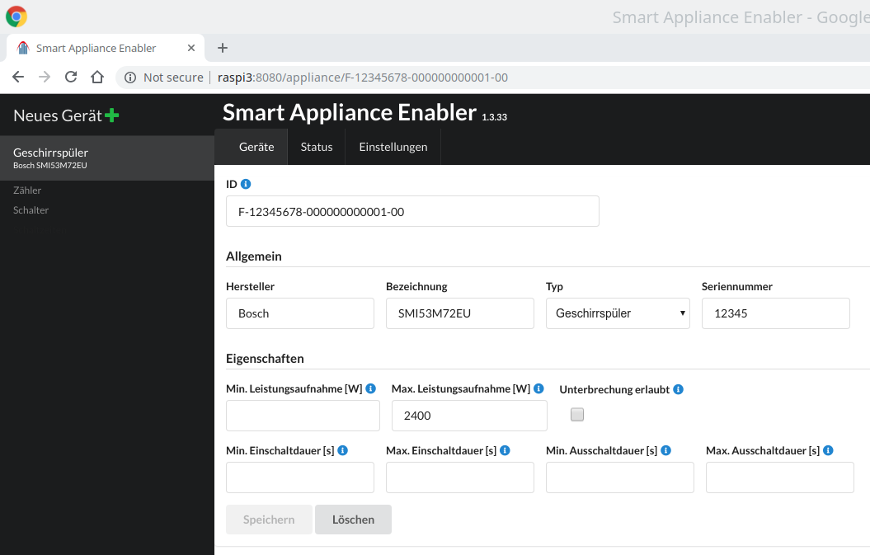 Smart Appliance Enabler - Google
Smart Appliance Enabler
Not secure | raspi3:8080/appliance/F-12345678-000000000001-00
Neues Gerät
Smart Appliance Enabler 1.3.33
Geräte Status Einstellungen
Geschirrspüler
Bosch SMI53M72EU
Zähler
Schalter
ID
F-12345678-000000000001-00
Allgemein
Hersteller Bezeichnung Typ Seriennummer
Bosch SMI53M72EU Geschirrspüler 12345
Eigenschaften
Min. Leistungsaufnahme [W] Max. Leistungsaufnahme [W] Unterbrechung erlaubt
2400
Min. Einschaltdauer [s] Max. Einschaltdauer [s] Min. Ausschaltdauer [s] Max. Ausschaltdauer [s]
Speichern Löschen